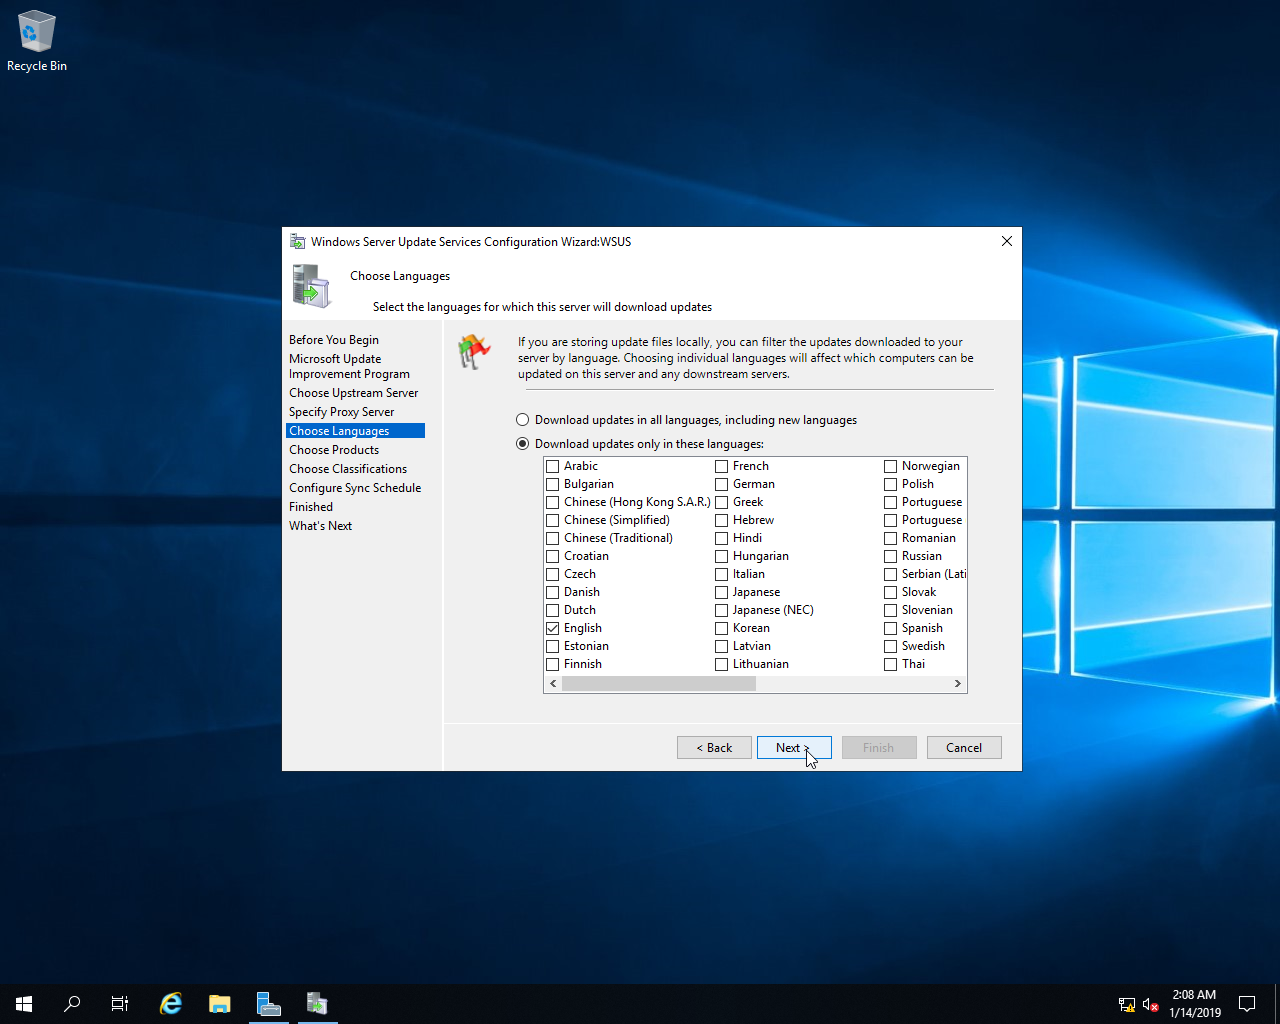 Recycle Bin
Windows Server Update Services Configuration Wizard:WSUS
Choose Languages
Select the languages for which this server will download updates
Before You Begin
Microsoft Update
Improvement Program
Choose Upstream Server
Specify Proxy Server
Choose Languages
Choose Products
Choose Classifications
Configure Sync Schedule
Finished
What's Next
If you are storing update files locally, you can filter the updates downloaded to your
server by language. Choosing individual languages will affect which computers can be
updated on this server and any downstream servers.
Download updates in all languages, including new languages
Download updates only in these languages:
Arabic
Bulgarian
Chinese (Hong Kong S.A.R.)
Chinese (Simplified)
Chinese (Traditional)
Croatian
Czech
Danish
Dutch
English
Estonian
Finnish
French
German
Greek
Hebrew
Hindi
Hungarian
Italian
Japanese
Japanese (NEC)
Korean
Latvian
Lithuanian
Norwegian
Polish
Portuguese
Portuguese
Romanian
Russian
Serbian (Lati
Slovak
Slovenian
Spanish
Swedish
Thai
< Back
Next >
Finish
Cancel
2:08 AM
1/14/2019